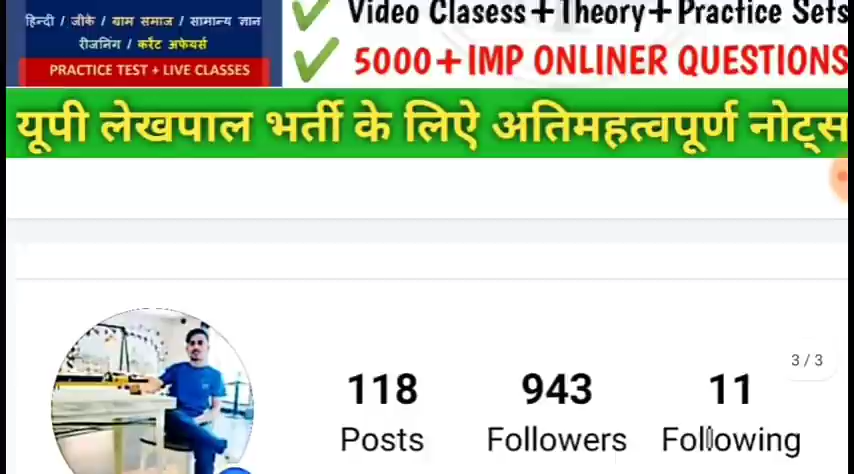 हिन्दी / जीके / ग्राम समाज / सामान्य ज्ञान
रीजनिंग / करेंट अफेयर्स
PRACTICE TEST + LIVE CLASSES
Video Clasess+Theory+Practice Sets
5000+IMP ONLINER QUESTIONS
यूपी लेखपाल भर्ती के लिऐ अतिमहत्वपूर्ण नोट्स
3/3
118 943 11
Posts Followers Following